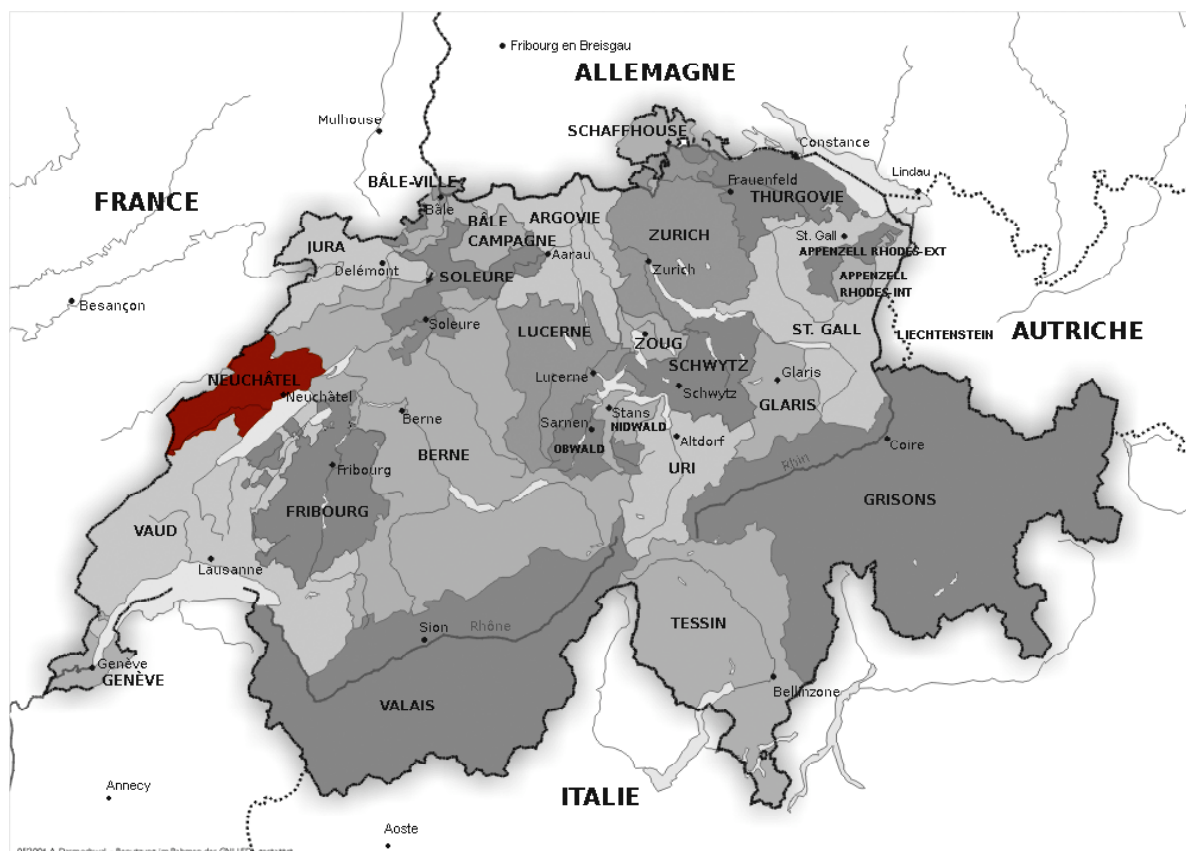 Fribourg en Breisgau
ALLEMAGNE
Mulhouse
SCHAFFHOUSE
Constance
Lindau
FRANCE
BÂLE-VILLE
Bâle
Frauenfeld
THURGOVIE
BÂLE
CAMPAGNE
ARGOVIE
ZURICH
St. Gall
APPENZELL RHODES-EXT
JURA
Delémont
SOLEURE
Aarau
Zurich
APPENZELL
RHODES-INT
Besançon
Soleure
LUCERNE
ZOUG
ST. GALL
LIECHTENSTEIN
AUTRICHE
NEUCHÂTEL
Neuchâtel
Lucerne
SCHWYTZ
Schwytz
Glaris
GLARIS
Berne
BERNE
Sarnen
Stans
NIDWALD
OBWALD
Altdorf
URI
Coire
Rhin
Fribourg
FRIBOURG
GRISONS
VAUD
Lausanne
Sion
Rhône
TESSIN
Genève
GENÈVE
VALAIS
Bellinzone
Annecy
ITALIE
Aoste